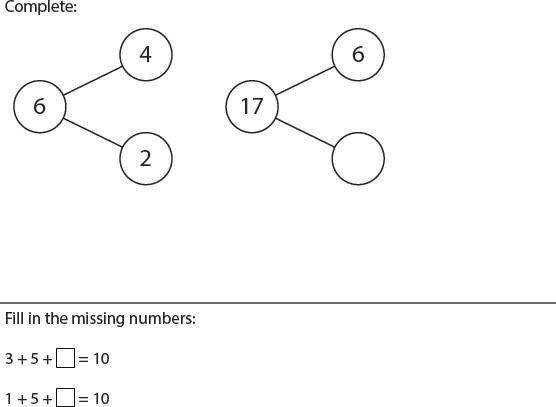 Complete:
4
6
6
17
2
Fill in the missing numbers:
3 + 5 + = 10
1 + 5 + = 10